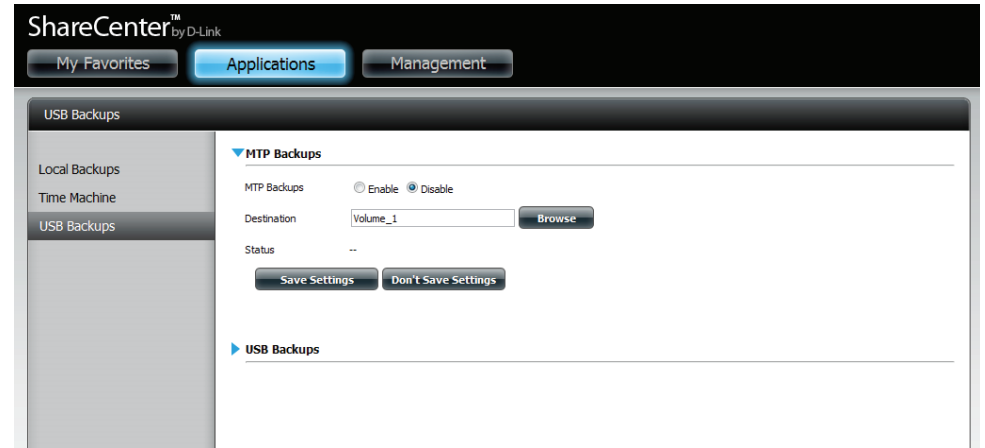 ShareCenter™ by D-Link
My Favorites Applications Management
USB Backups
Local Backups
Time Machine
USB Backups
MTP Backups
MTP Backups Enable Disable
Destination Volume_1 Browse
Status --
Save Settings Don't Save Settings
USB Backups